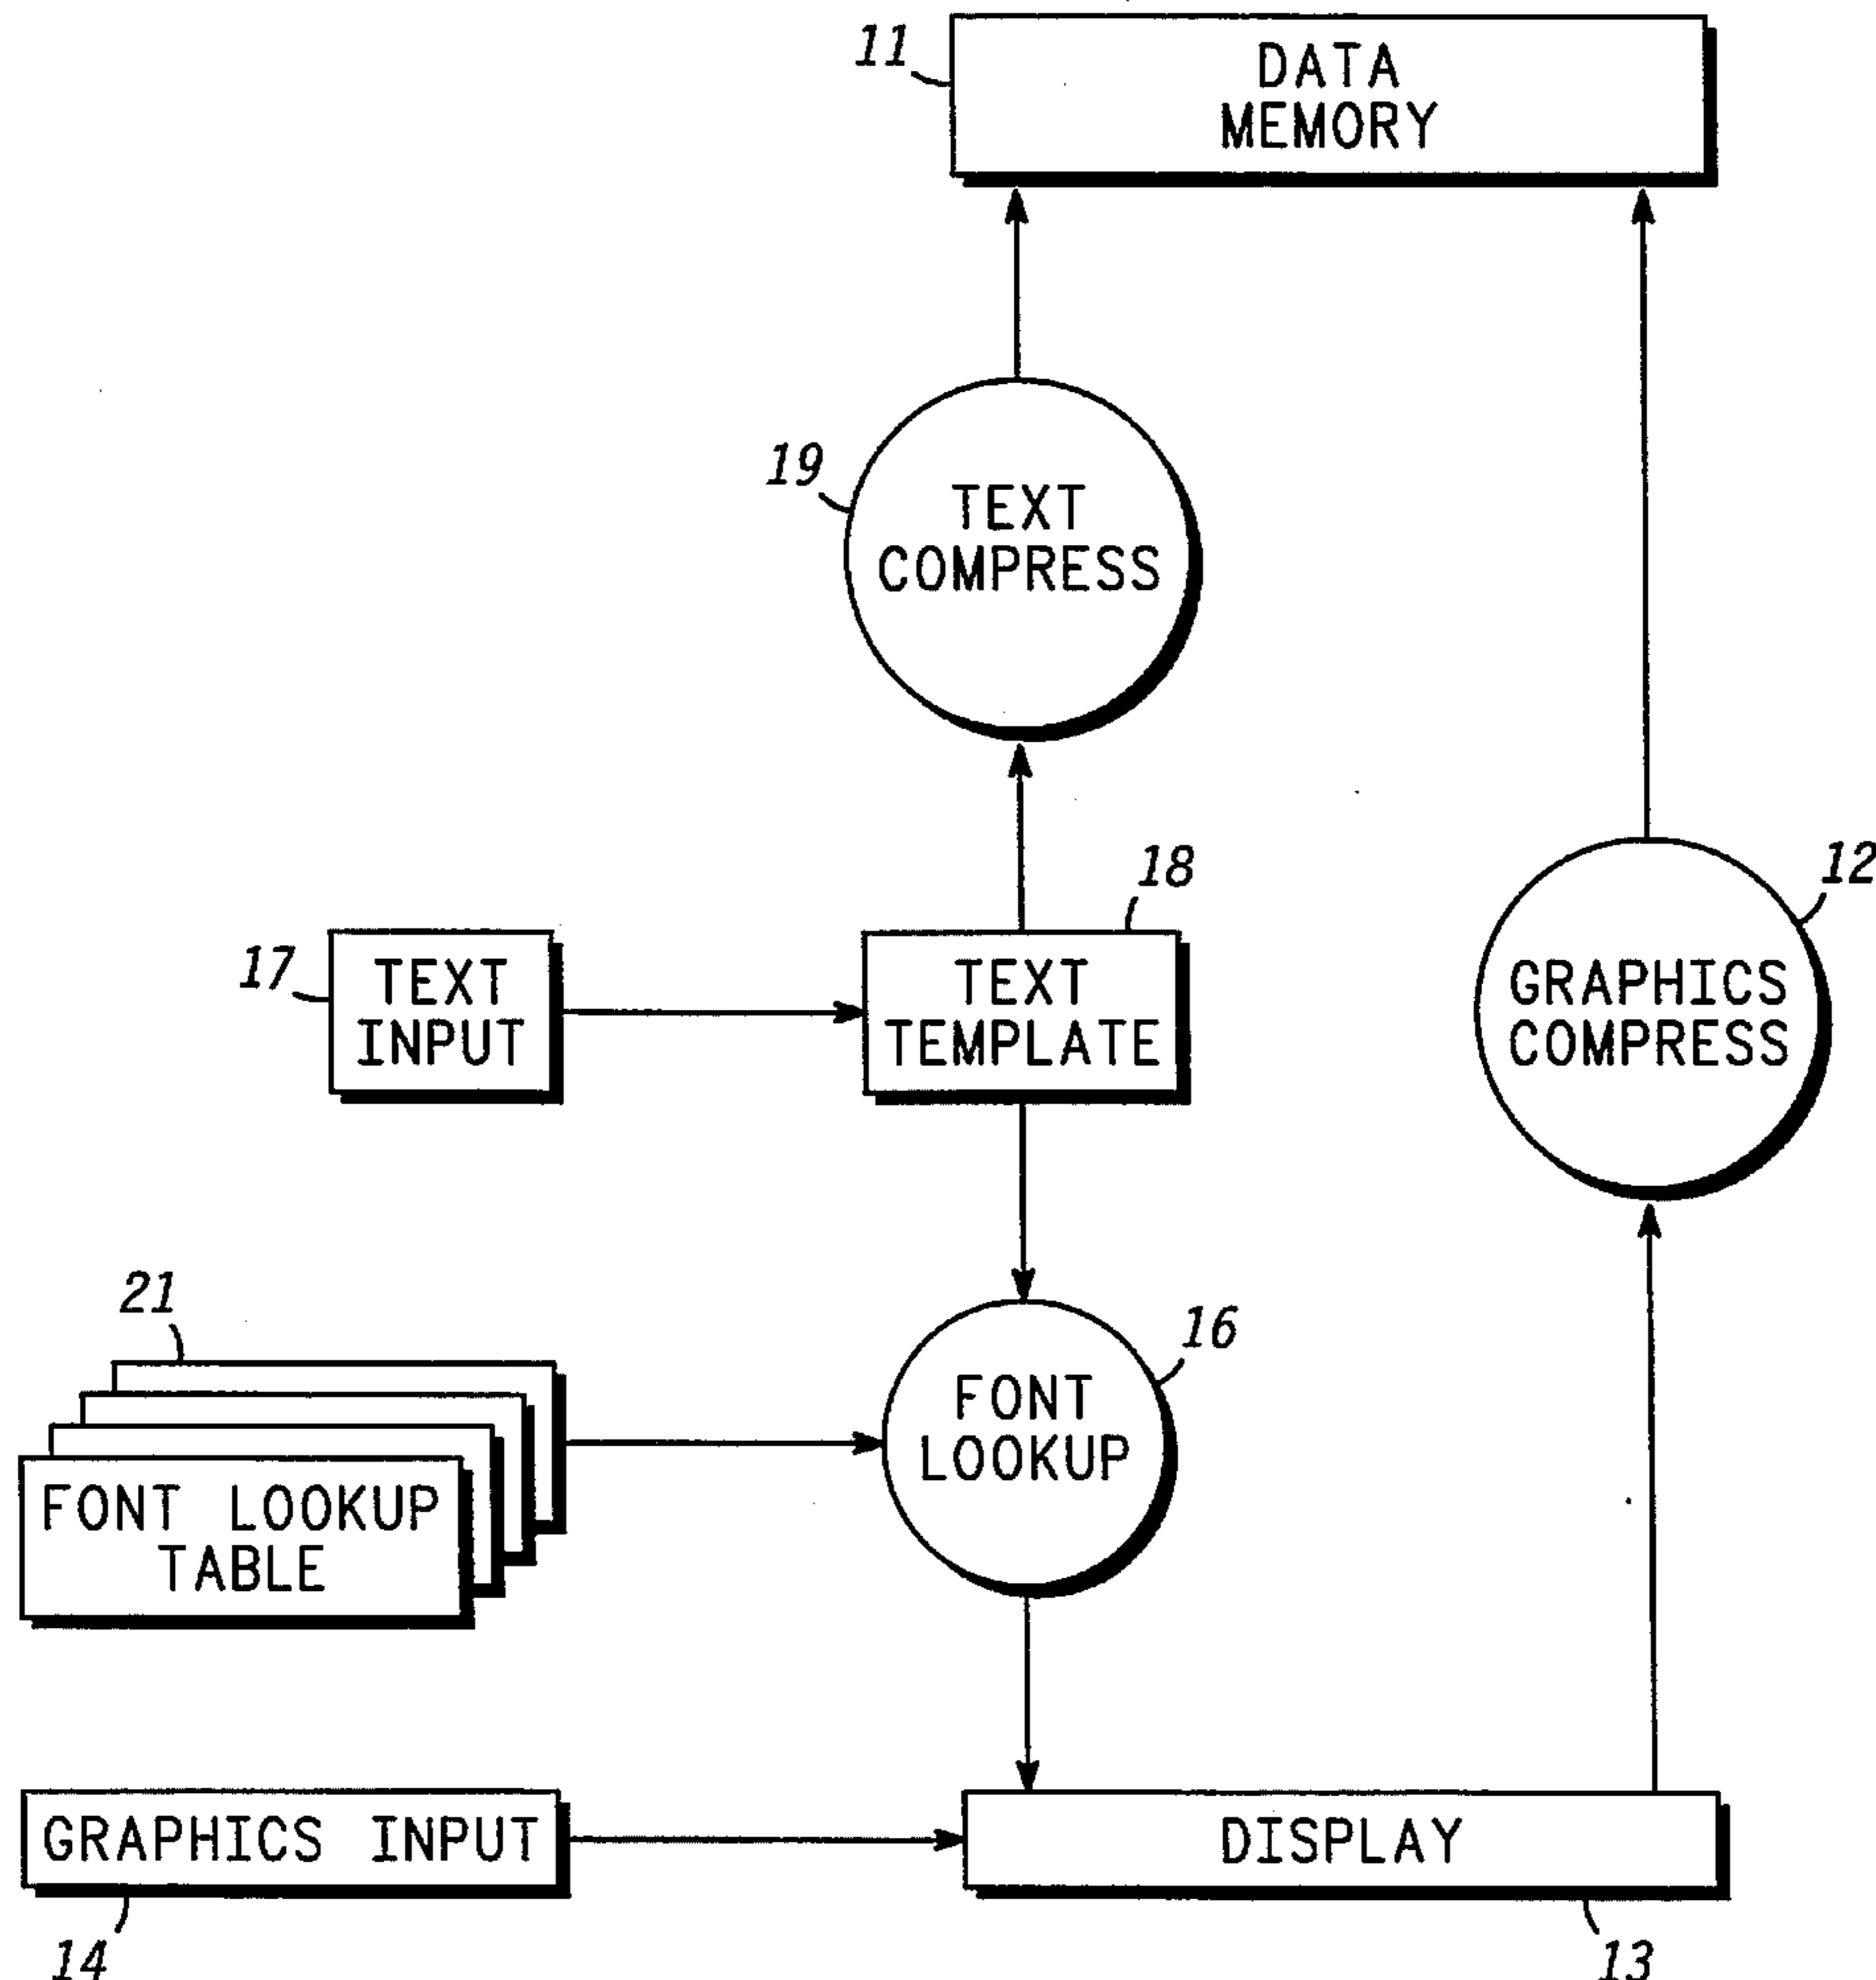 11
DATA
MEMORY
19
TEXT
COMPRESS
18
12
17
TEXT
INPUT
TEXT
TEMPLATE
GRAPHICS
COMPRESS
21
16
FONT
LOOKUP
FONT LOOKUP
TABLE
GRAPHICS INPUT
DISPLAY
14
13